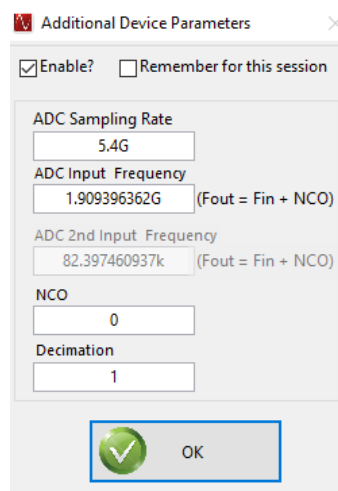 Additional Device Parameters
Enable? Remember for this session
ADC Sampling Rate
5.4G
ADC Input Frequency
1.909396362G (Fout = Fin + NCO)
ADC 2nd Input Frequency
82.397460937k (Fout = Fin + NCO)
NCO
0
Decimation
1
OK